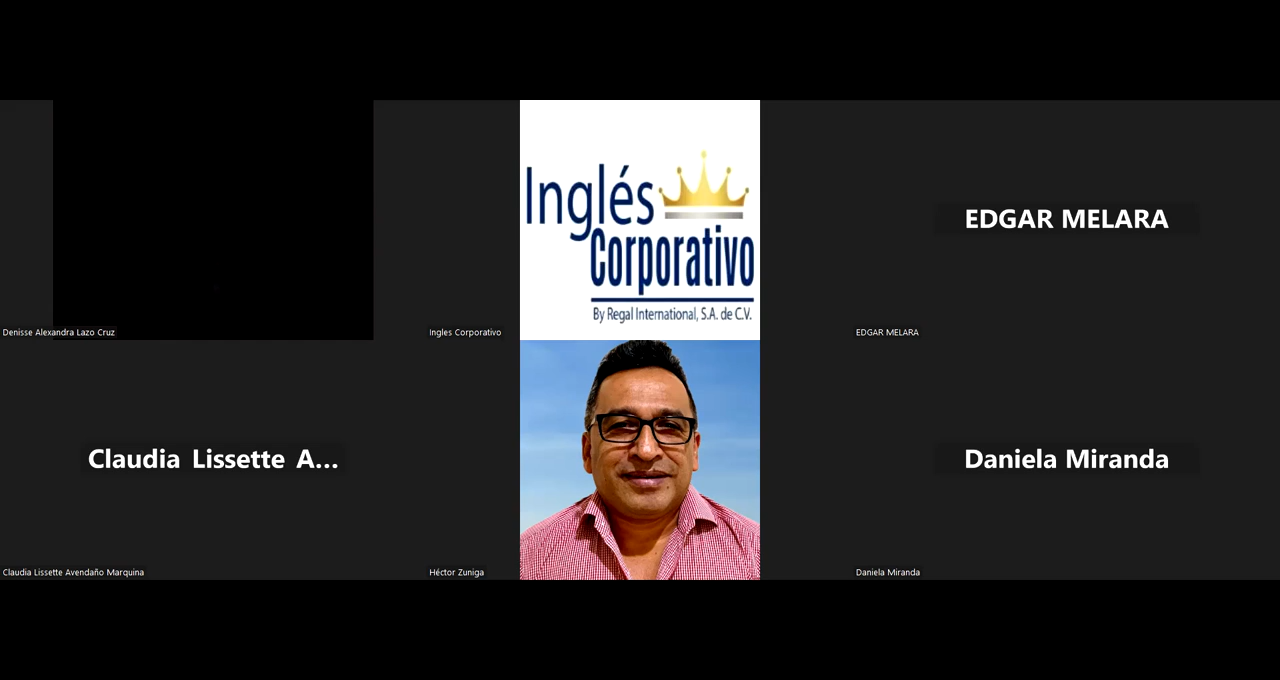 Inglés
Corporativo
By Regal International, S.A. de C.V.
EDGAR MELARA
Denisse Alexandra Lazo Cruz
Ingles Corporativo
EDGAR MELARA
Claudia Lissette A...
Daniela Miranda
Claudia Lissette Avendaño Marquina
Héctor Zuniga
Daniela Miranda